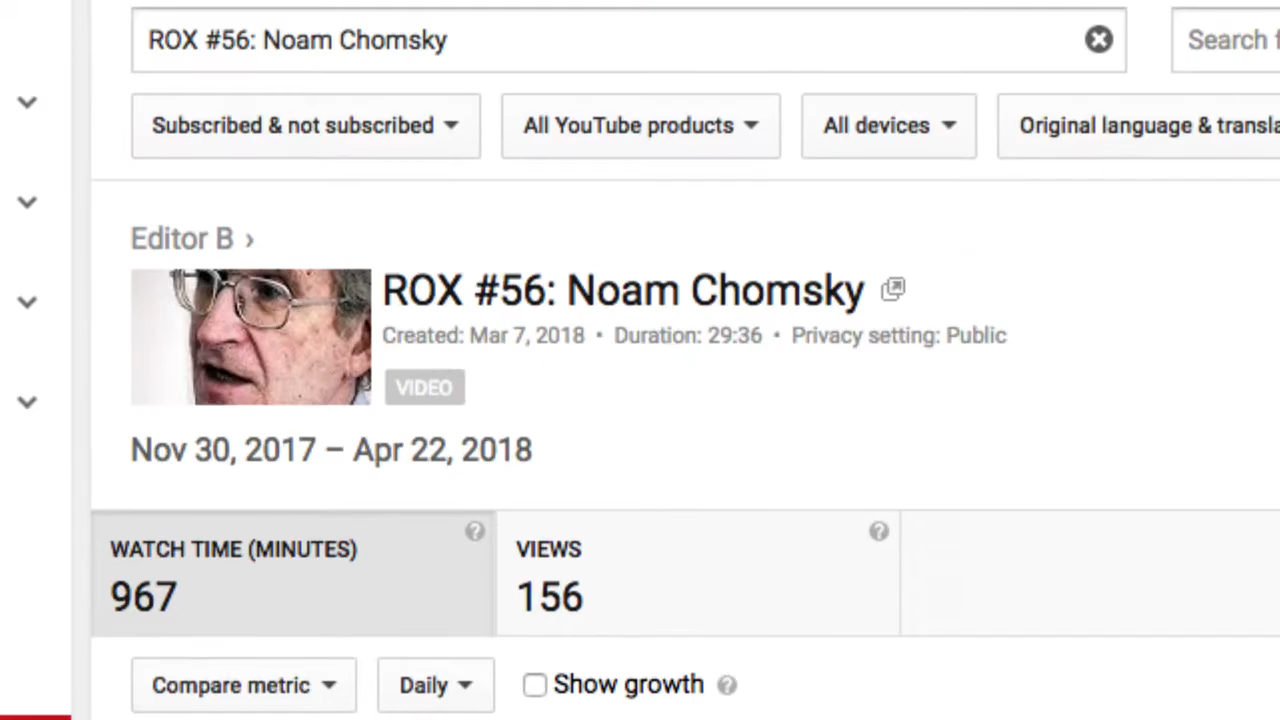 ROX #56: Noam Chomsky
Search f
Subscribed & not subscribed
All YouTube products
All devices
Original language & transla
Editor B ›
ROX #56: Noam Chomsky
Created: Mar 7, 2018 • Duration: 29:36 • Privacy setting: Public
VIDEO
Nov 30, 2017 – Apr 22, 2018
WATCH TIME (MINUTES) ?
967
VIEWS ?
156
Compare metric
Daily
Show growth ?